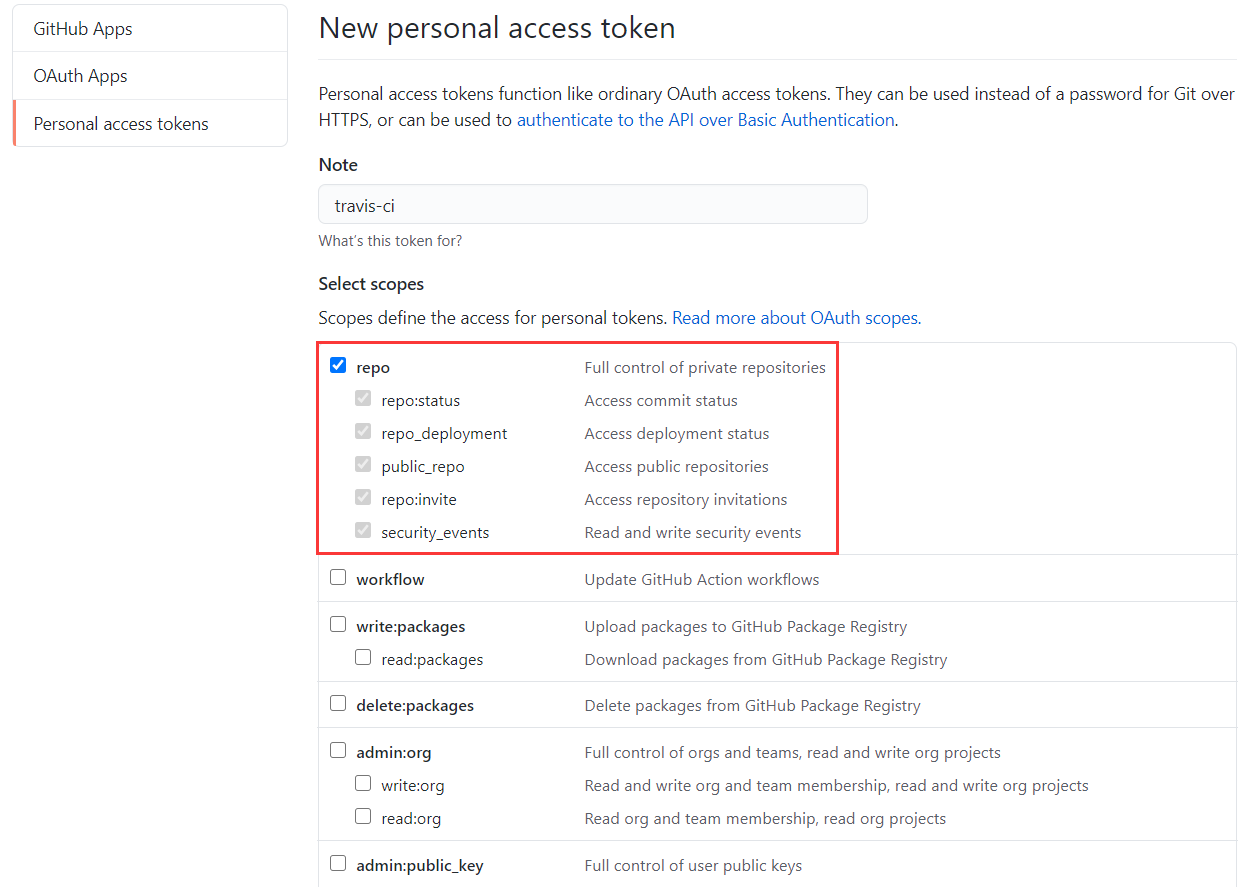 GitHub Apps
OAuth Apps
Personal access tokens
New personal access token
Personal access tokens function like ordinary OAuth access tokens. They can be used instead of a password for Git over
HTTPS, or can be used to authenticate to the API over Basic Authentication.
Note
travis-ci
What's this token for?
Select scopes
Scopes define the access for personal tokens. Read more about OAuth scopes.
repo Full control of private repositories
repo:status Access commit status
repo_deployment Access deployment status
public_repo Access public repositories
repo:invite Access repository invitations
security_events Read and write security events
workflow Update GitHub Action workflows
write:packages Upload packages to GitHub Package Registry
read:packages Download packages from GitHub Package Registry
delete:packages Delete packages from GitHub Package Registry
admin:org Full control of orgs and teams, read and write org projects
write:org Read and write org and team membership, read and write org projects
read:org Read org and team membership, read org projects
admin:public_key Full control of user public keys